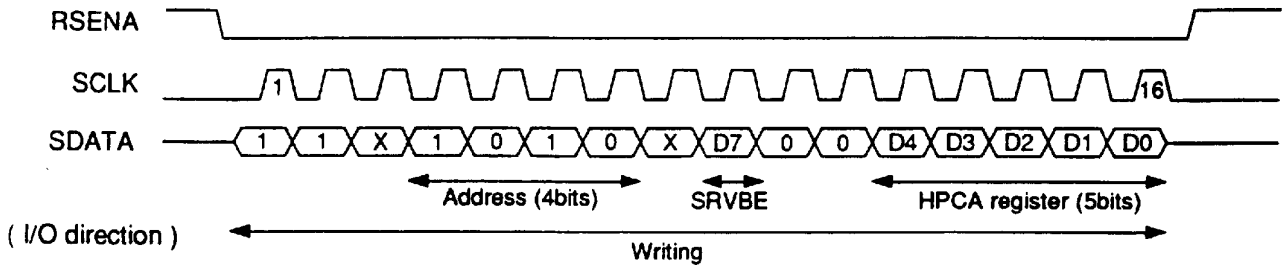 RSENA
SCLK 1 16
SDATA 1 1 X 1 0 1 0 X D7 0 0 D4 D3 D2 D1 D0
Address (4bits) SRVBE HPCA register (5bits)
( I/O direction )
Writing